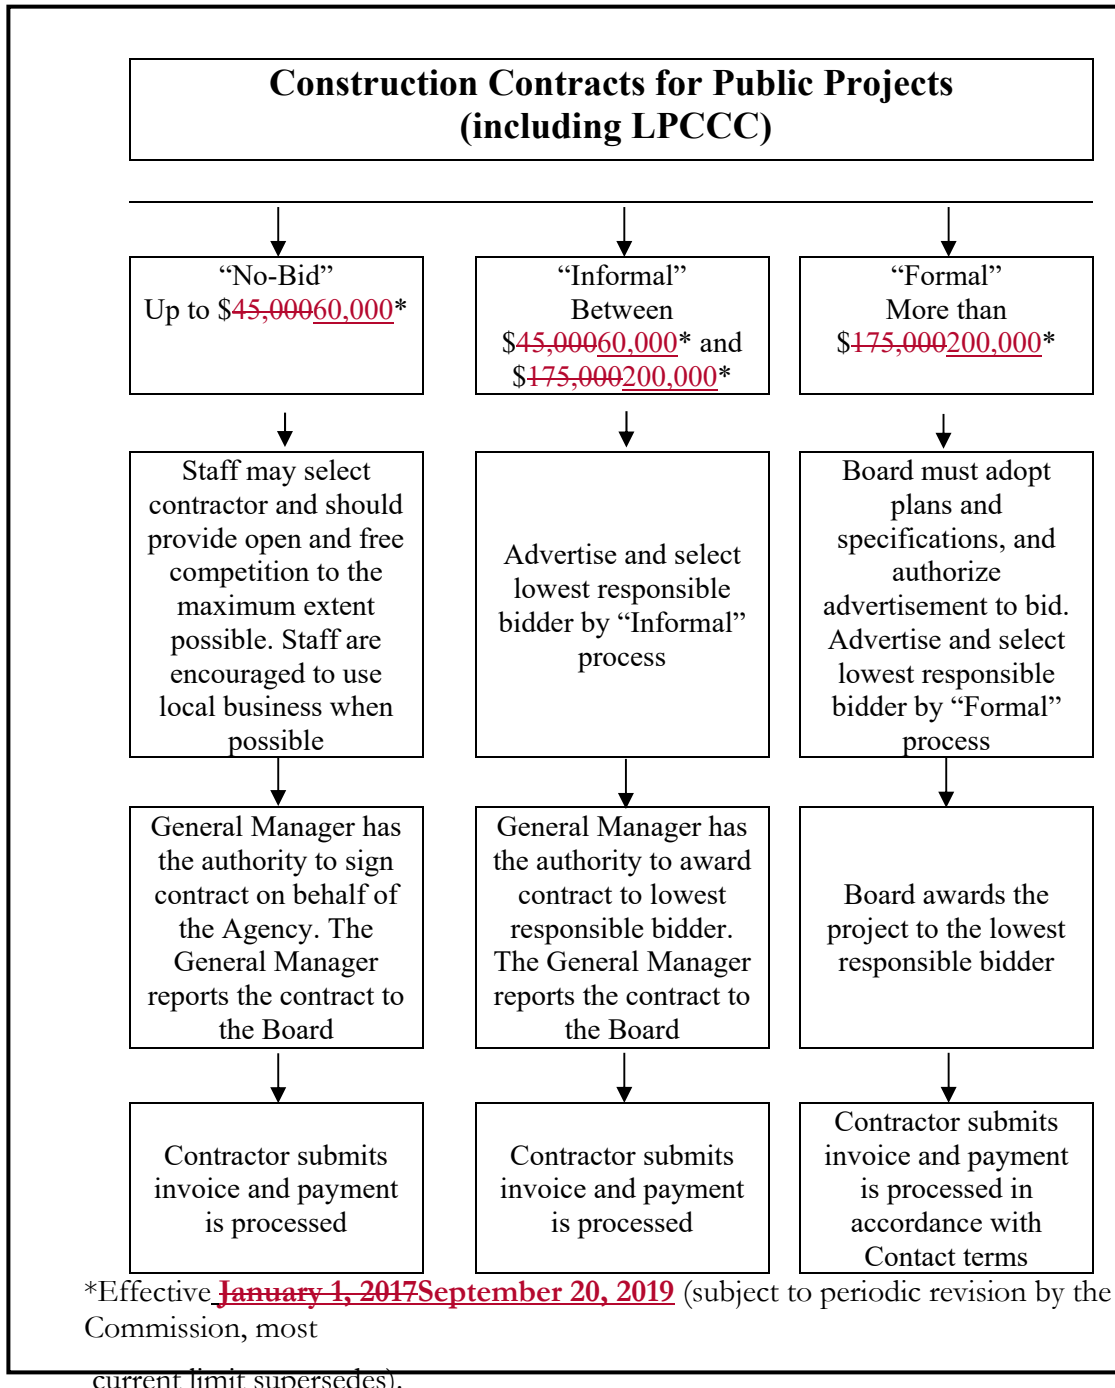 Construction Contracts for Public Projects
(including LPCCC)
“No-Bid”
Up to $45,00060,000*
“Informal”
Between
$45,00060,000* and
$175,000200,000*
“Formal”
More than
$175,000200,000*
Staff may select
contractor and should
provide open and free
competition to the
maximum extent
possible. Staff are
encouraged to use
local business when
possible
Advertise and select
lowest responsible
bidder by “Informal”
process
Board must adopt
plans and
specifications, and
authorize
advertisement to bid.
Advertise and select
lowest responsible
bidder by “Formal”
process
General Manager has
the authority to sign
contract on behalf of
the Agency. The
General Manager
reports the contract to
the Board
General Manager has
the authority to award
contract to lowest
responsible bidder.
The General Manager
reports the contract to
the Board
Board awards the
project to the lowest
responsible bidder
Contractor submits
invoice and payment
is processed
Contractor submits
invoice and payment
is processed
Contractor submits
invoice and payment
is processed in
accordance with
Contact terms
*Effective January 1, 2017September 20, 2019 (subject to periodic revision by the
Commission, most
current limit supersedes).